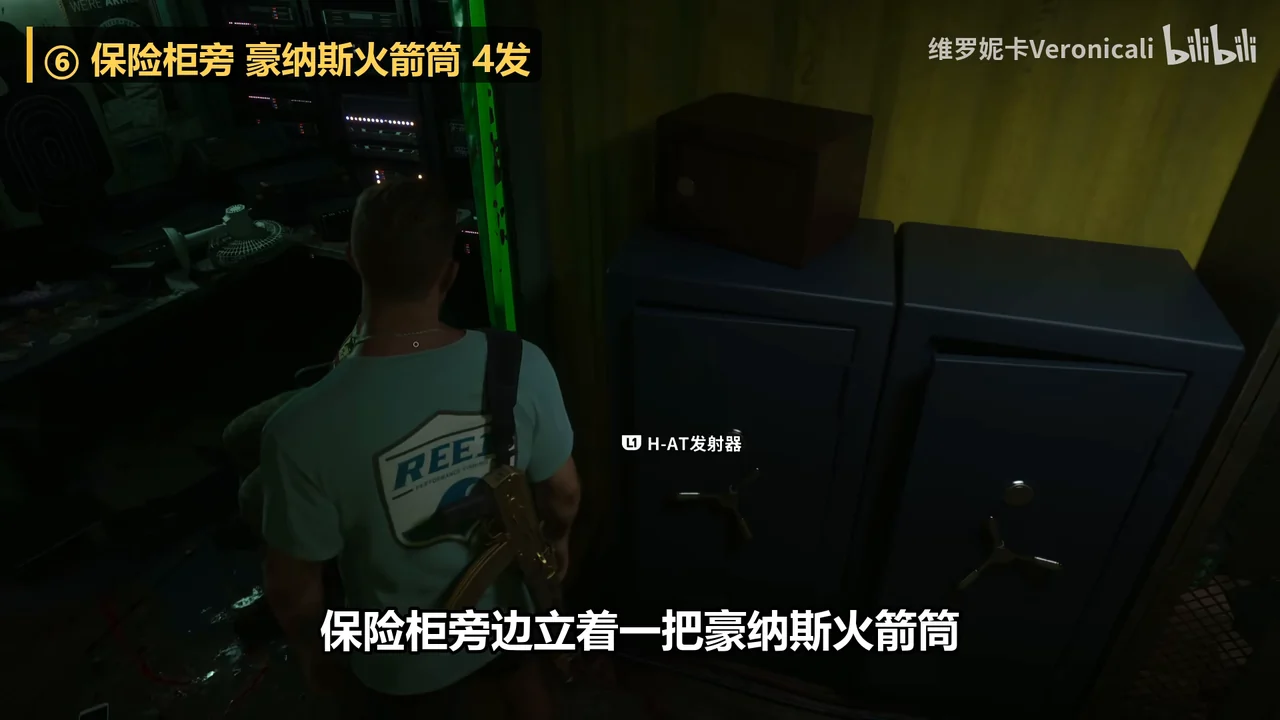 WE'RE
⑥ 保险柜旁 豪纳斯火箭筒 4发
维罗妮卡Veronicali bilibili
L1 H-AT发射器
保险柜旁边立着一把豪纳斯火箭筒